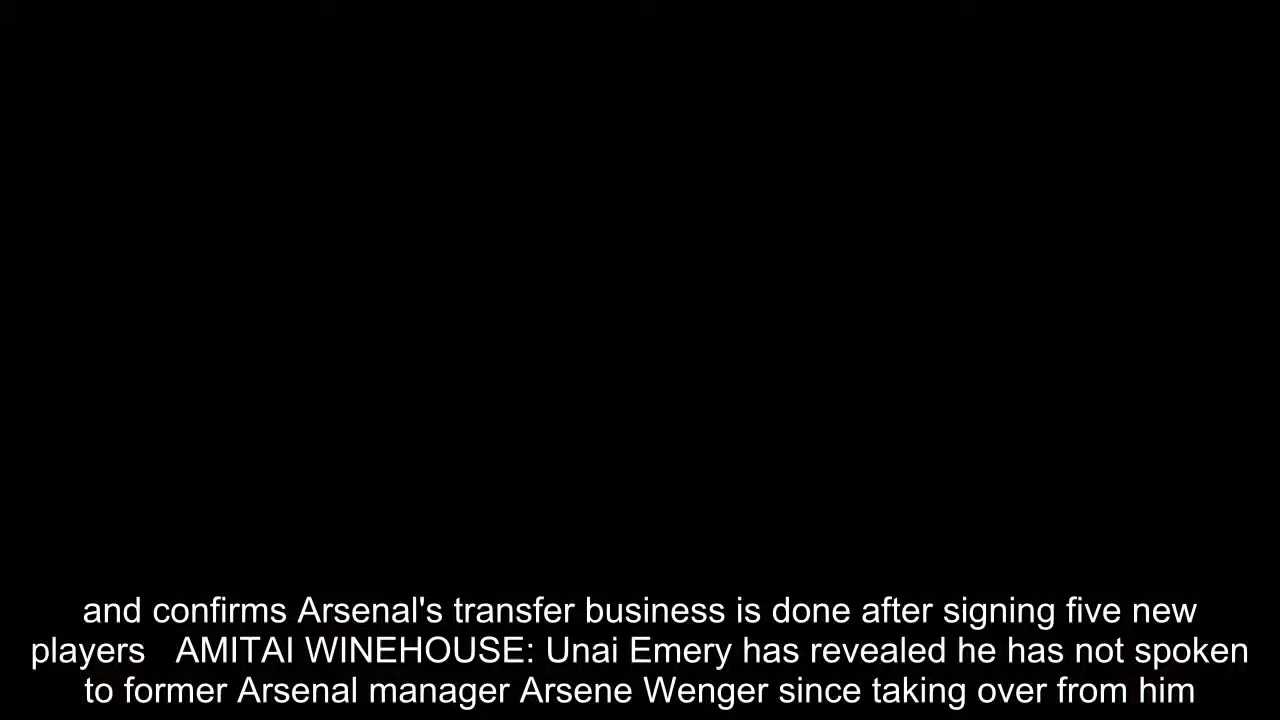 and confirms Arsenal's transfer business is done after signing five new
players   AMITAI WINEHOUSE: Unai Emery has revealed he has not spoken
to former Arsenal manager Arsene Wenger since taking over from him